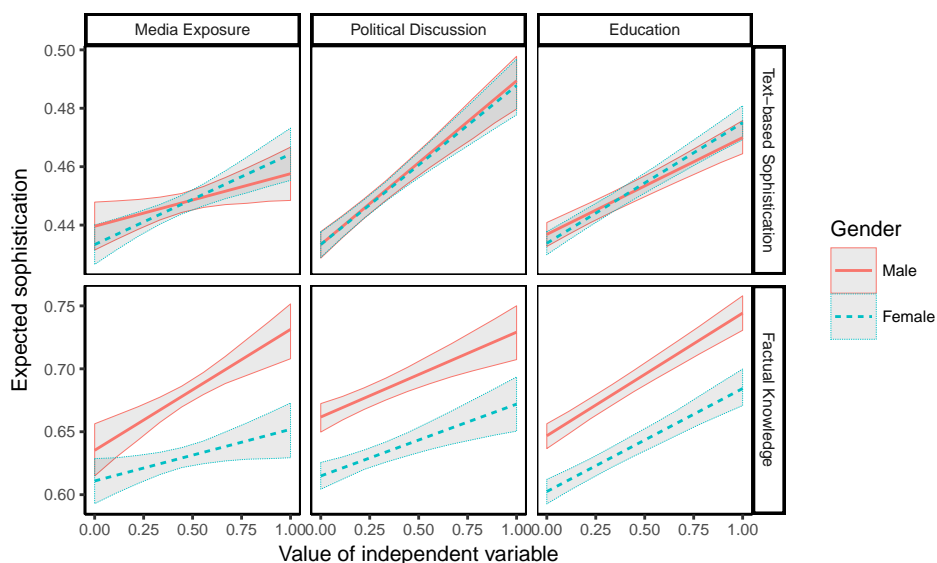 Media Exposure
Political Discussion
Education
0.50
0.48
0.46
0.44
Text−based Sophistication
0.75
0.70
0.65
0.60
Factual Knowledge
Expected sophistication
0.00 0.25 0.50 0.75 1.00
0.00 0.25 0.50 0.75 1.00
0.00 0.25 0.50 0.75 1.00
Value of independent variable
Gender
Male
Female